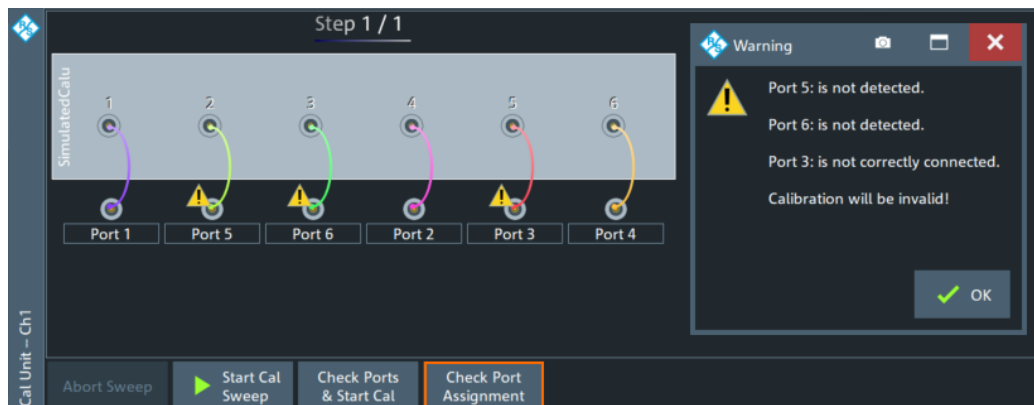 Step 1 / 1
SimulatedCalu
1 2 3 4 5 6
Port 1 Port 5 Port 6 Port 2 Port 3 Port 4
Warning
Port 5: is not detected.
Port 6: is not detected.
Port 3: is not correctly connected.
Calibration will be invalid!
OK
Cal Unit – Ch1
Abort Sweep
Start Cal
Sweep
Check Ports
& Start Cal
Check Port
Assignment